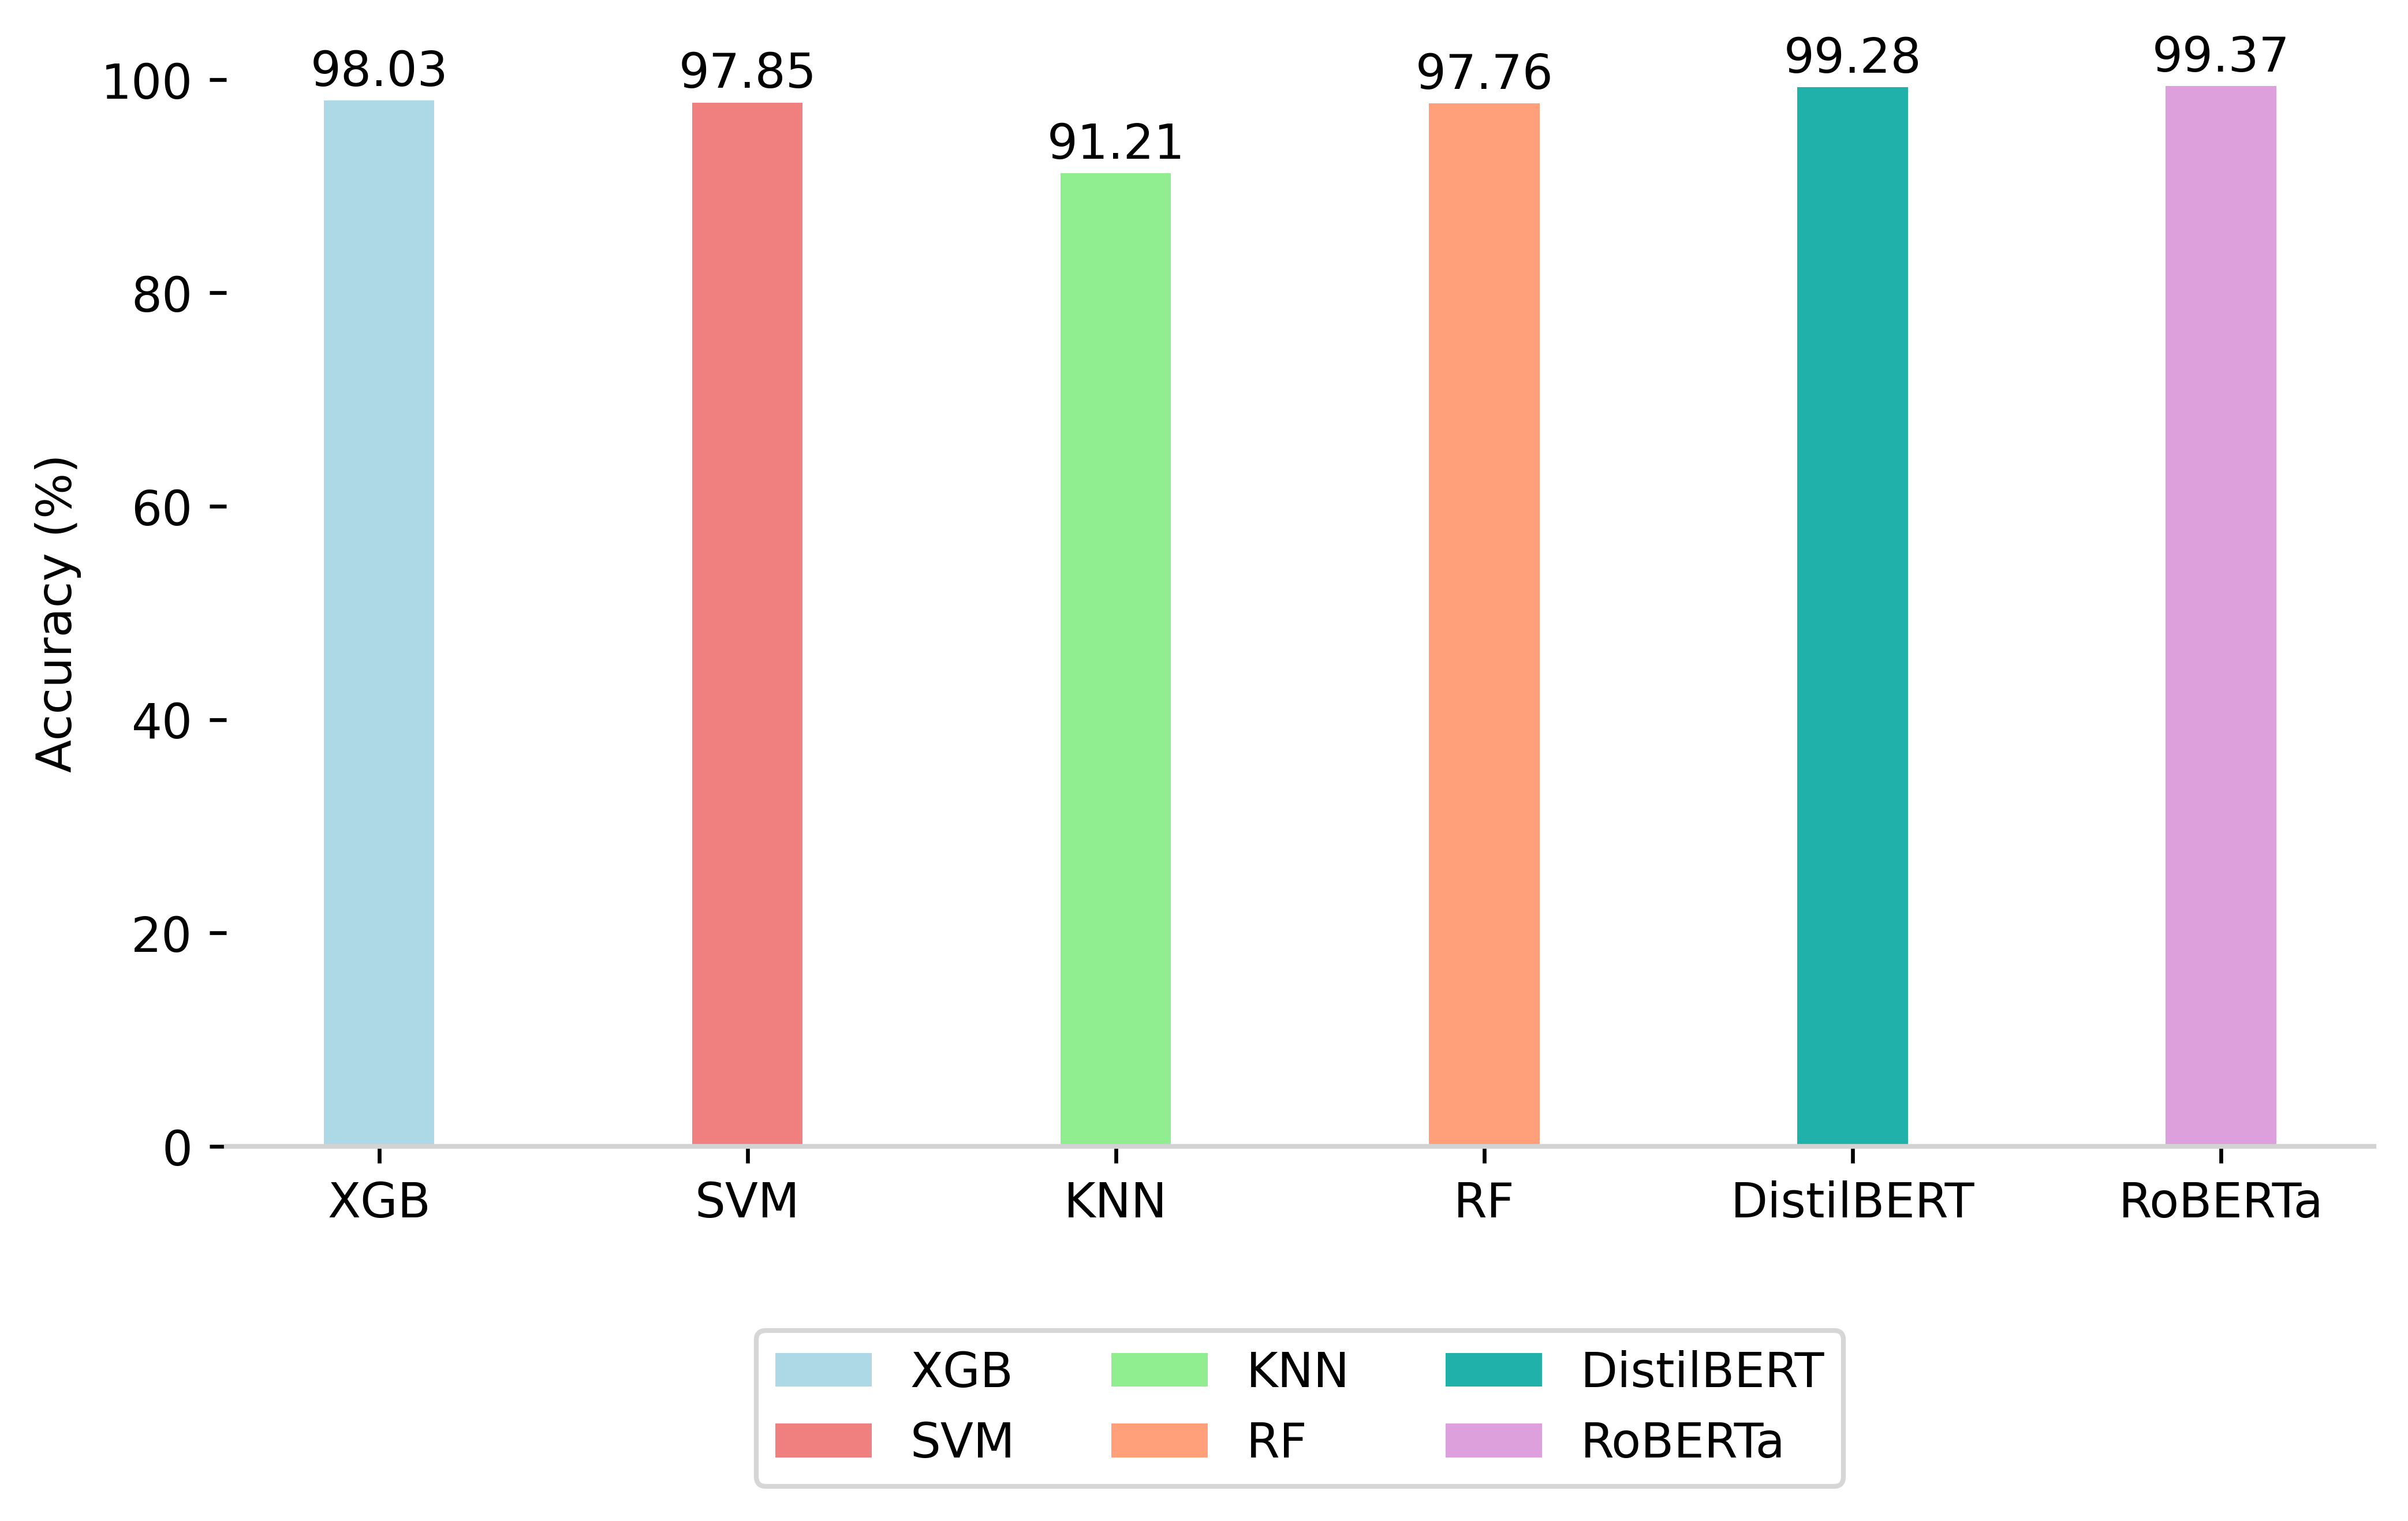 98.03 97.85 91.21 97.76 99.28 99.37
100
80
60
40
20
0
Accuracy (%)
XGB SVM KNN RF DistilBERT RoBERTa
XGB KNN DistilBERT
SVM RF RoBERTa